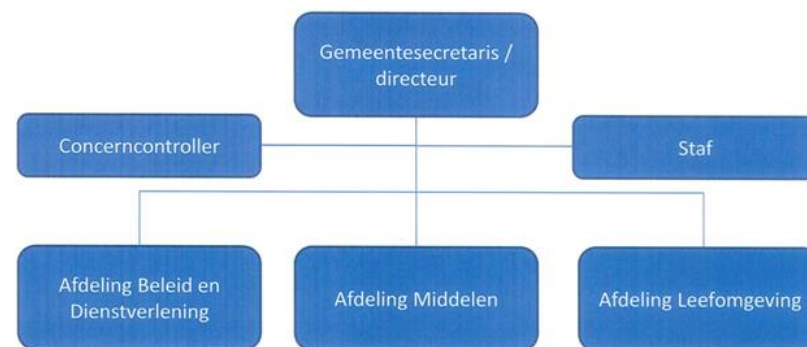 Gemeentesecretaris /
directeur
Concerncontroller
Staf
Afdeling Beleid en
Dienstverlening
Afdeling Middelen
Afdeling Leefomgeving